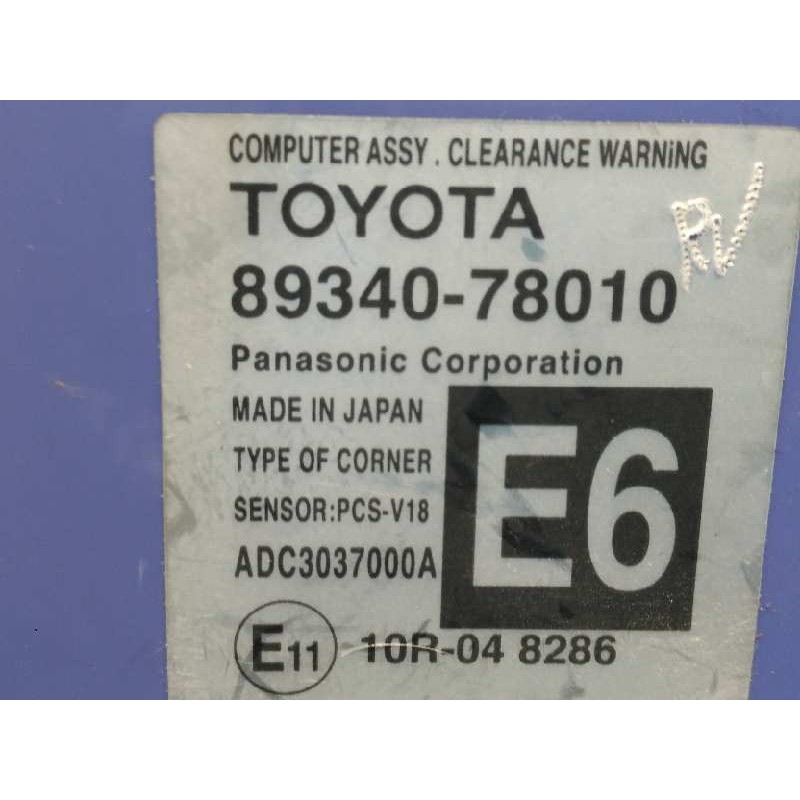 COMPUTER ASSY . CLEARANCE WARNiNG
TOYOTA
89340-78010
Panasonic Corporation
MADE IN JAPAN
TYPE OF CORNER
SENSOR:PCS-V18
ADC3037000A
E6
E11 10R-04 8286